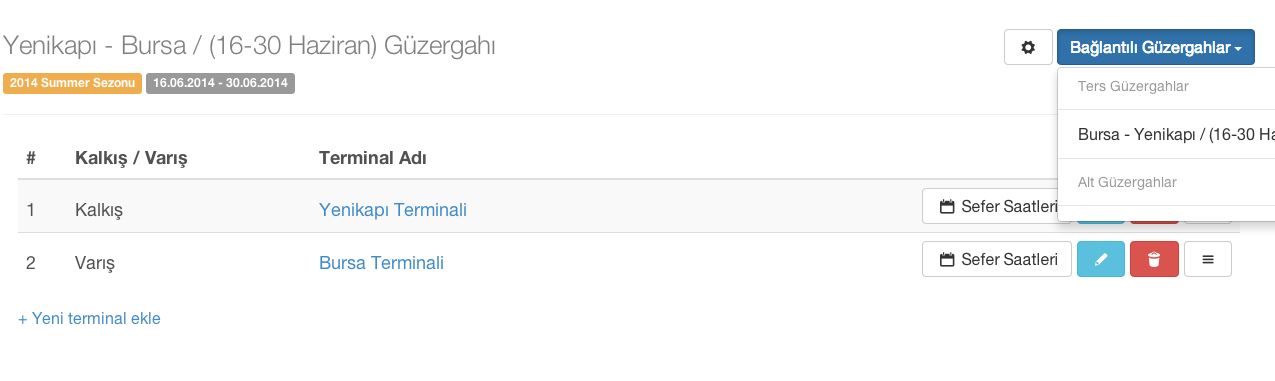 Yenikapı - Bursa / (16-30 Haziran) Güzergahı
Bağlantılı Güzergahlar
2014 Summer Sezonu 16.06.2014 - 30.06.2014
Ters Güzergahlar
Bursa - Yenikapı / (16-30 Ha
Alt Güzergahlar
# Kalkış / Varış Terminal Adı
1 Kalkış Yenikapı Terminali Sefer Saatleri
2 Varış Bursa Terminali Sefer Saatleri
+ Yeni terminal ekle